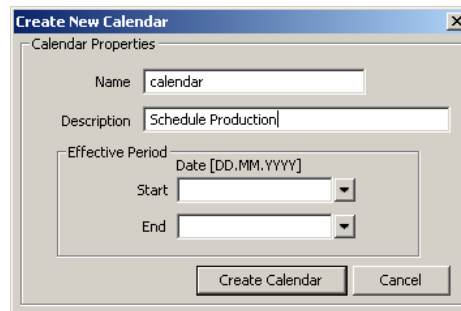 Create New Calendar
Calendar Properties
Name calendar
Description Schedule Production
Effective Period
Date [DD.MM.YYYY]
Start
End
Create Calendar Cancel